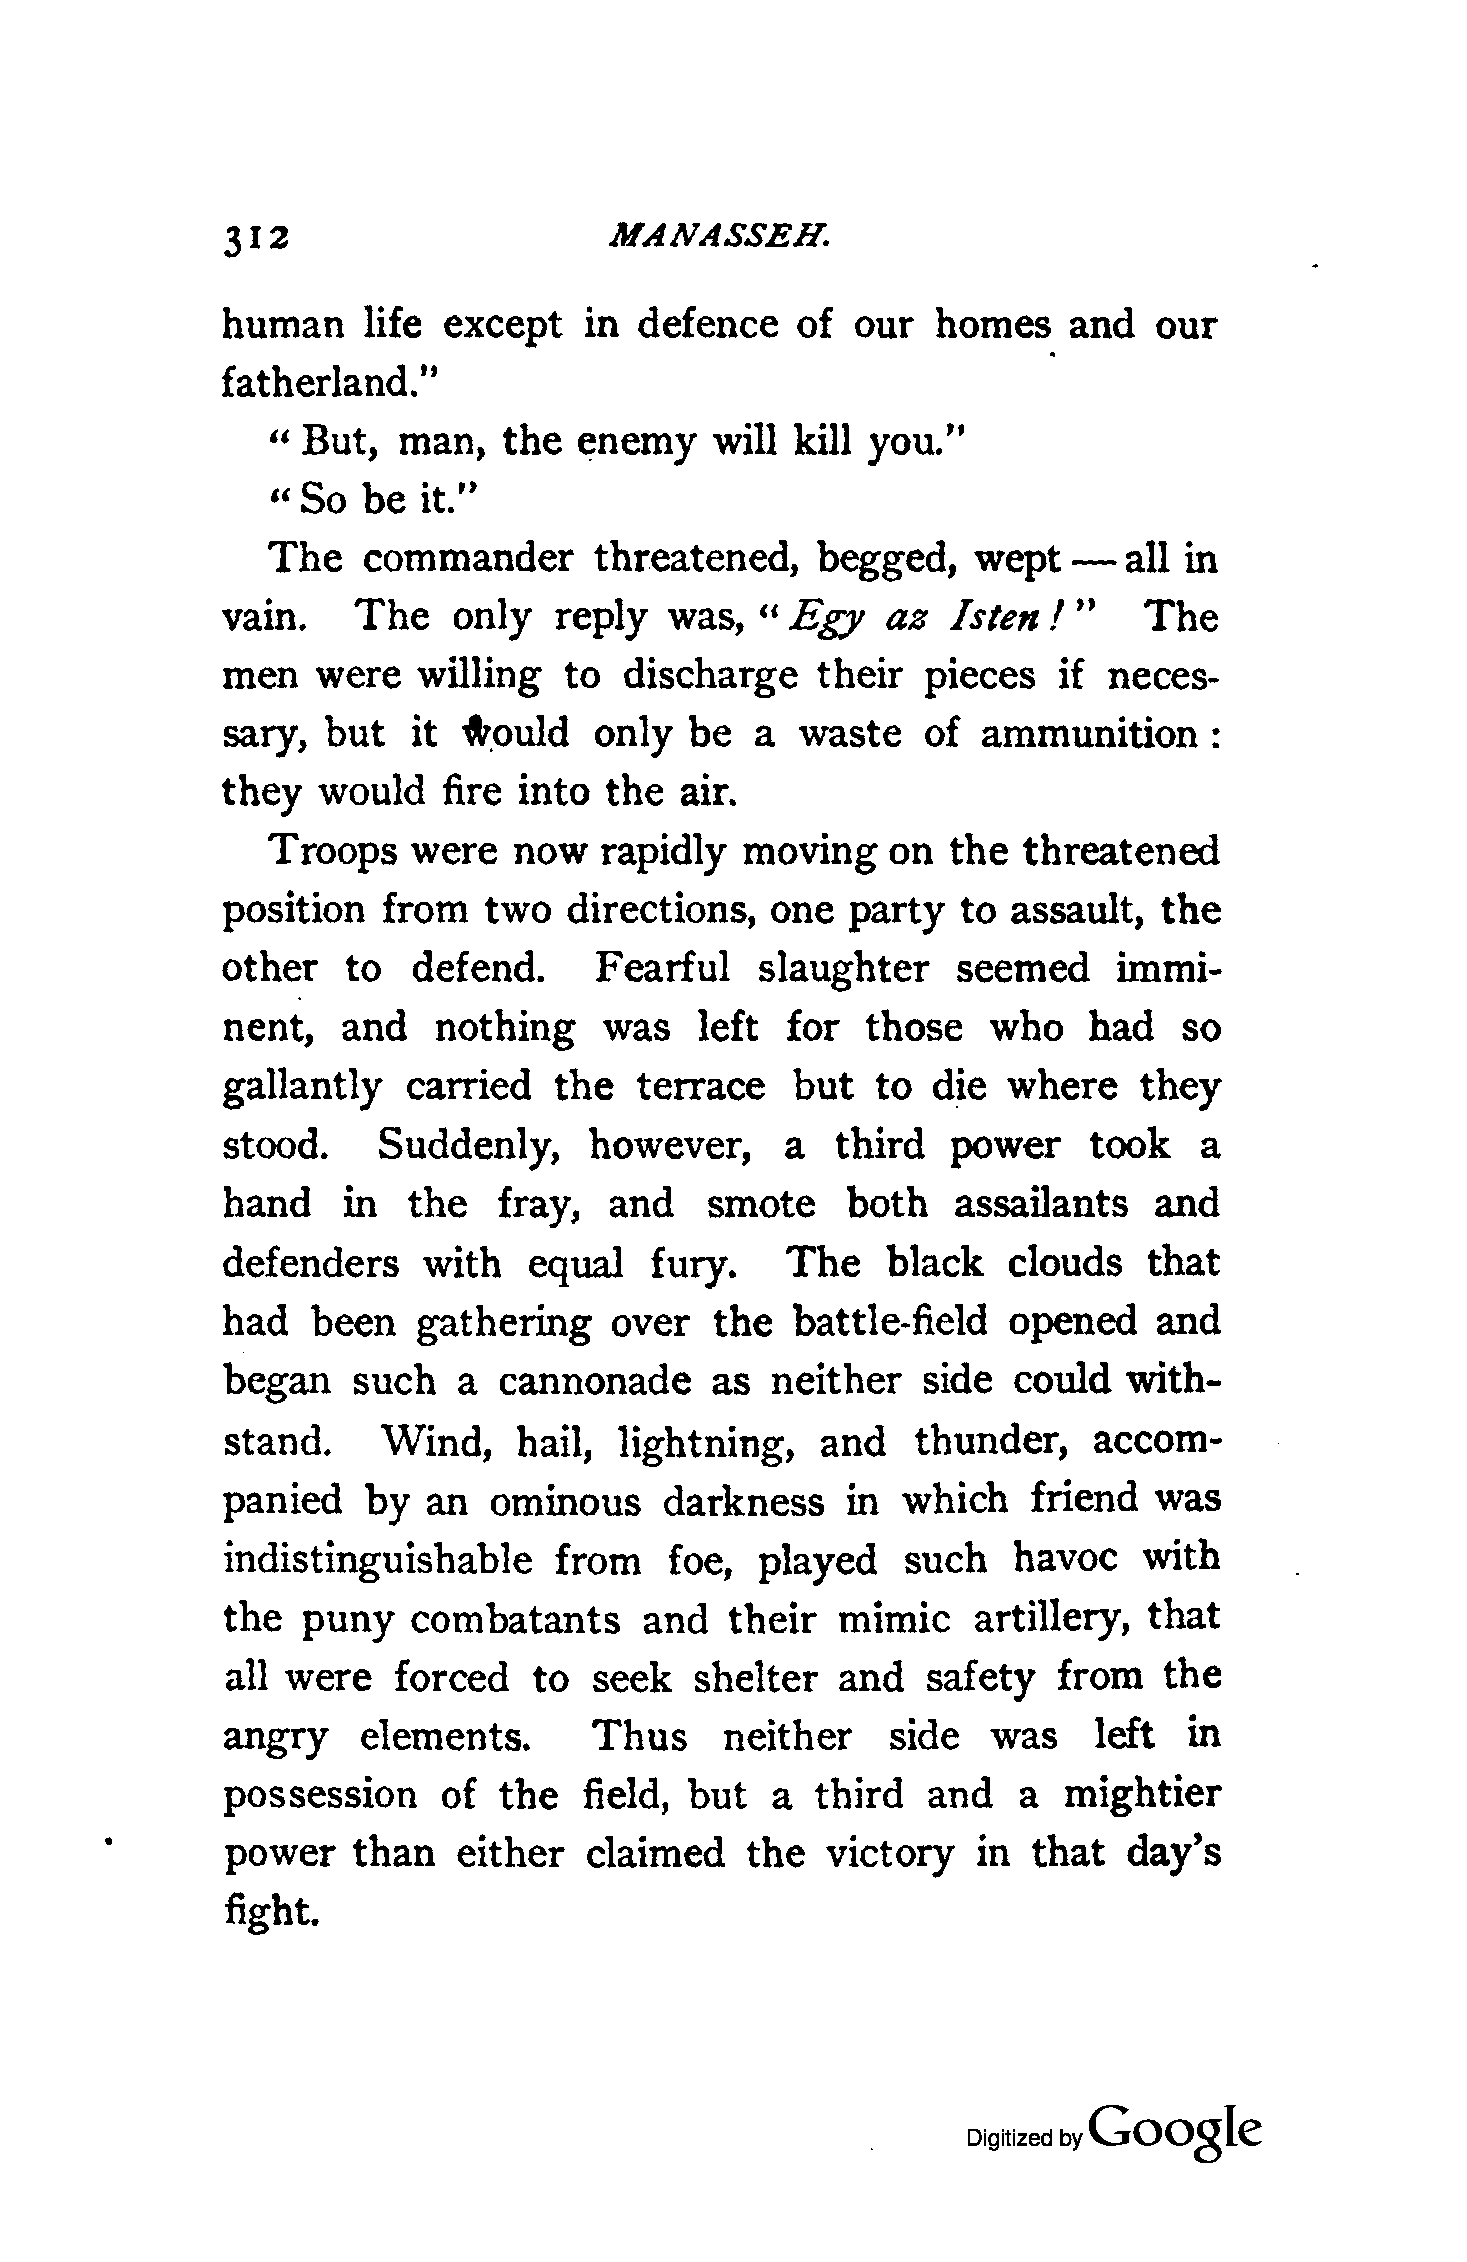 312 MANASSEH.
human life except in defence of our homes and our
fatherland."
" But, man, the enemy will kill you."
" So be it."
The commander threatened, begged, wept — all in
vain. The only reply was, " Egy az Isten ! " The
men were willing to discharge their pieces if neces-
sary, but it would only be a waste of ammunition :
they would fire into the air.
Troops were now rapidly moving on the threatened
position from two directions, one party to assault, the
other to defend. Fearful slaughter seemed immi-
nent, and nothing was left for those who had so
gallantly carried the terrace but to die where they
stood. Suddenly, however, a third power took a
hand in the fray, and smote both assailants and
defenders with equal fury. The black clouds that
had been gathering over the battle-field opened and
began such a cannonade as neither side could with-
stand. Wind, hail, lightning, and thunder, accom-
panied by an ominous darkness in which friend was
indistinguishable from foe, played such havoc with
the puny combatants and their mimic artillery, that
all were forced to seek shelter and safety from the
angry elements. Thus neither side was left in
possession of the field, but a third and a mightier
power than either claimed the victory in that day's
fight.
Digitized by Google